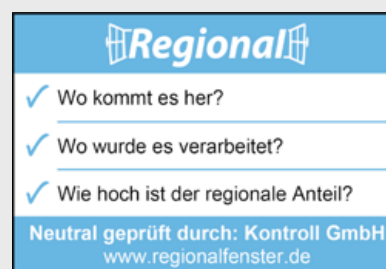 Regional
Wo kommt es her?
Wo wurde es verarbeitet?
Wie hoch ist der regionale Anteil?
Neutral geprüft durch: Kontroll GmbH
www.regionalfenster.de